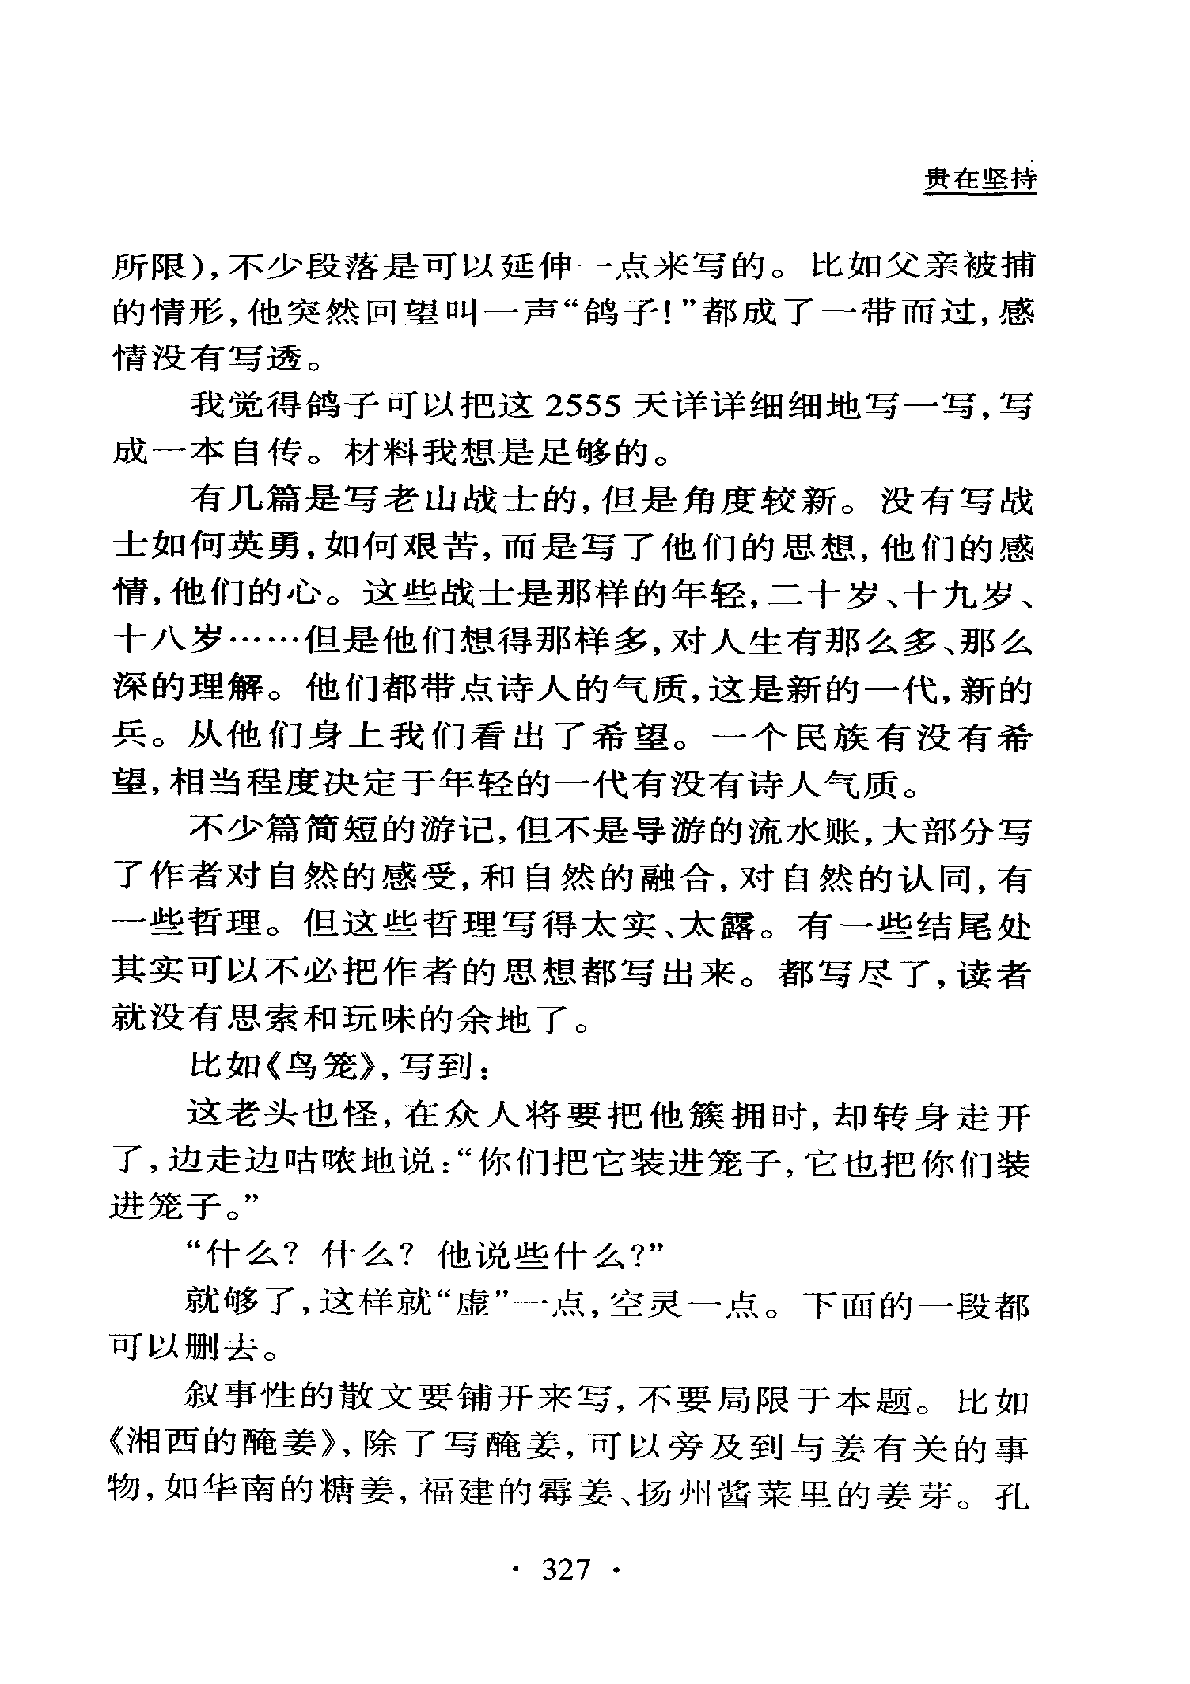 贵在坚持
所限),不少段落是可以延伸一点来写的。比如父亲被捕
的情形,他突然回望叫一声“鸽子!”都成了一带而过,感
情没有写透。
我觉得鸽子可以把这 2555 天详详细细地写一写,写
成一本自传。材料我想是足够的。
有几篇是写老山战士的,但是角度较新。没有写战
士如何英勇,如何艰苦,而是写了他们的思想,他们的感
情,他们的心。这些战士是那样的年轻,二十岁、十九岁、
十八岁……但是他们想得那样多,对人生有那么多、那么
深的理解。他们都带点诗人的气质,这是新的一代,新的
兵。从他们身上我们看出了希望。一个民族有没有希
望,相当程度决定于年轻的一代有没有诗人气质。
不少篇简短的游记,但不是导游的流水账,大部分写
了作者对自然的感受,和自然的融合,对自然的认同,有
一些哲理。但这些哲理写得太实、太露。有一些结尾处
其实可以不必把作者的思想都写出来。都写尽了,读者
就没有思索和玩味的余地了。
比如《鸟笼》,写到:
这老头也怪,在众人将要把他簇拥时,却转身走开
了,边走边咕哝地说:“你们把它装进笼子,它也把你们装
进笼子。”
“什么? 什么? 他说些什么?”
就够了,这样就“虚”一点,空灵一点。下面的一段都
可以删去。
叙事性的散文要铺开来写,不要局限于本题。比如
《湘西的腌姜》,除了写腌姜,可以旁及到与姜有关的事
物,如华南的糖姜,福建的霉姜、扬州酱菜里的姜芽。孔
· 327 ·